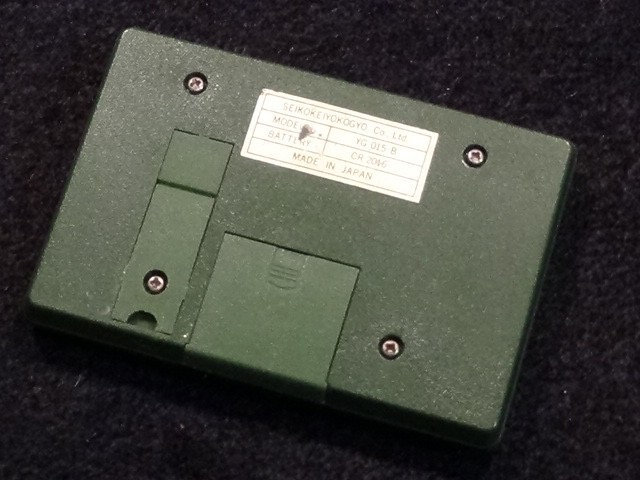 SEIKOKEIYOKOGYO Co. Ltd.
MODEL YG 015 B
BATTERY CR 2016
MADE IN JAPAN